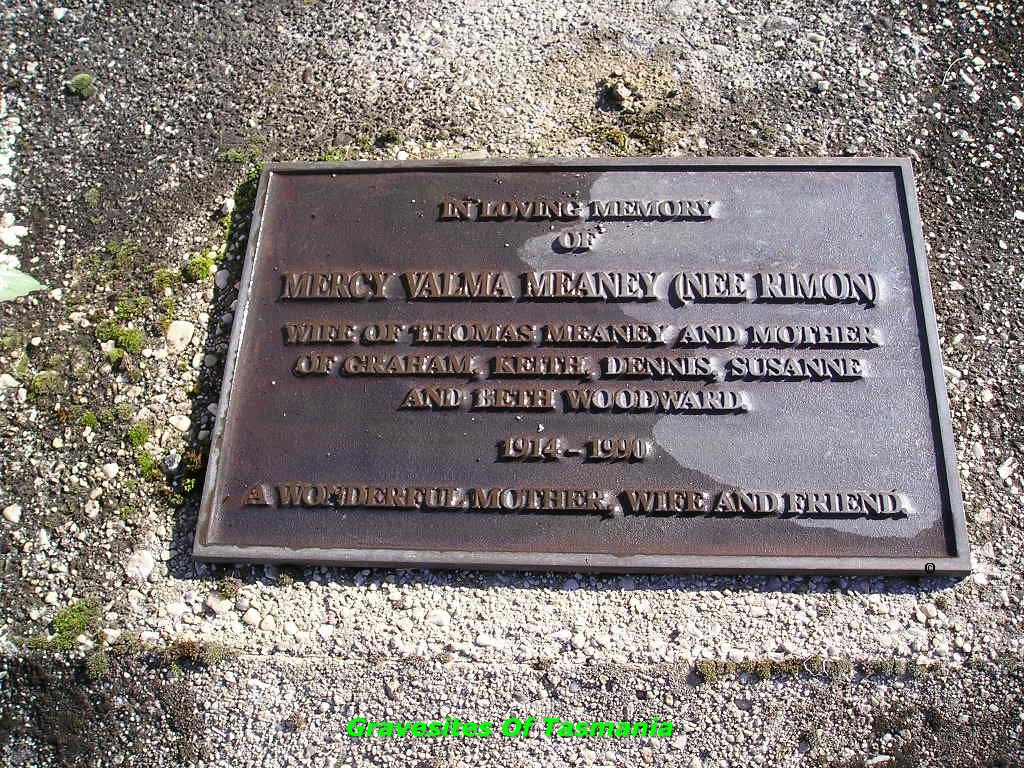 IN LOVING MEMORY
OF
MERCY VALMA MEANEY (NEE RIMON)
WIFE OF THOMAS MEANEY AND MOTHER
OF GRAHAM, KEITH, DENNIS, SUSANNE
AND BETH WOODWARD.
1914 - 1990
A WONDERFUL MOTHER, WIFE AND FRIEND.
©
Gravesites Of Tasmania